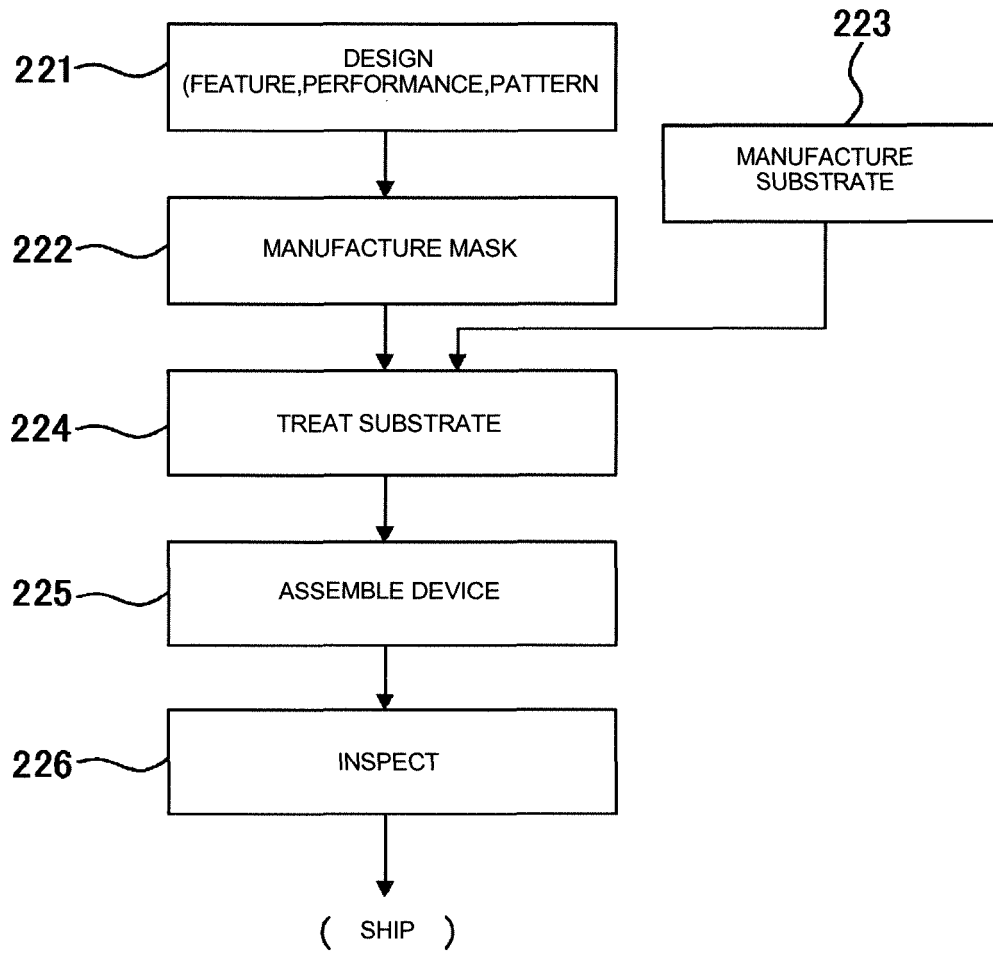 221
DESIGN
(FEATURE,PERFORMANCE,PATTERN
223
MANUFACTURE
SUBSTRATE
222
MANUFACTURE MASK
224
TREAT SUBSTRATE
225
ASSEMBLE DEVICE
226
INSPECT
( SHIP )